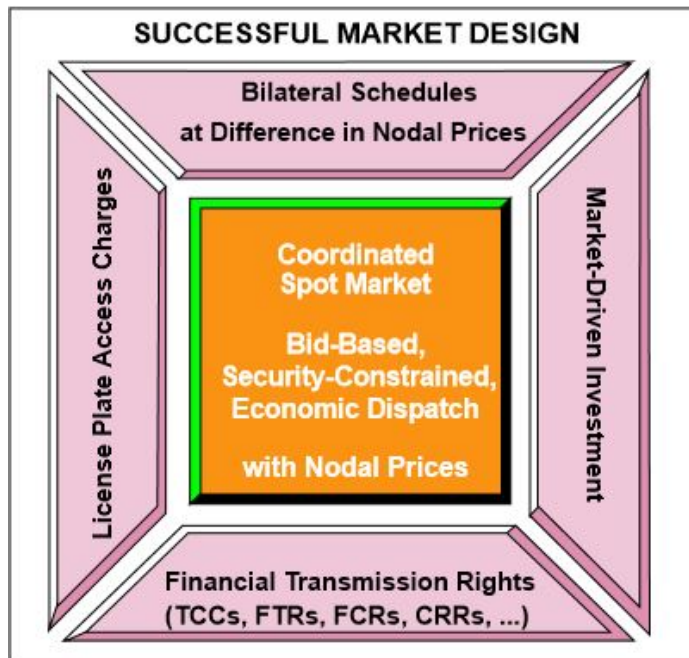 SUCCESSFUL MARKET DESIGN
Bilateral Schedules
at Difference in Nodal Prices
License Plate Access Charges
Coordinated
Spot Market
Bid-Based,
Security-Constrained,
Economic Dispatch
with Nodal Prices
Market-Driven Investment
Financial Transmission Rights
(TCCs, FTRs, FCRs, CRRs, ...)